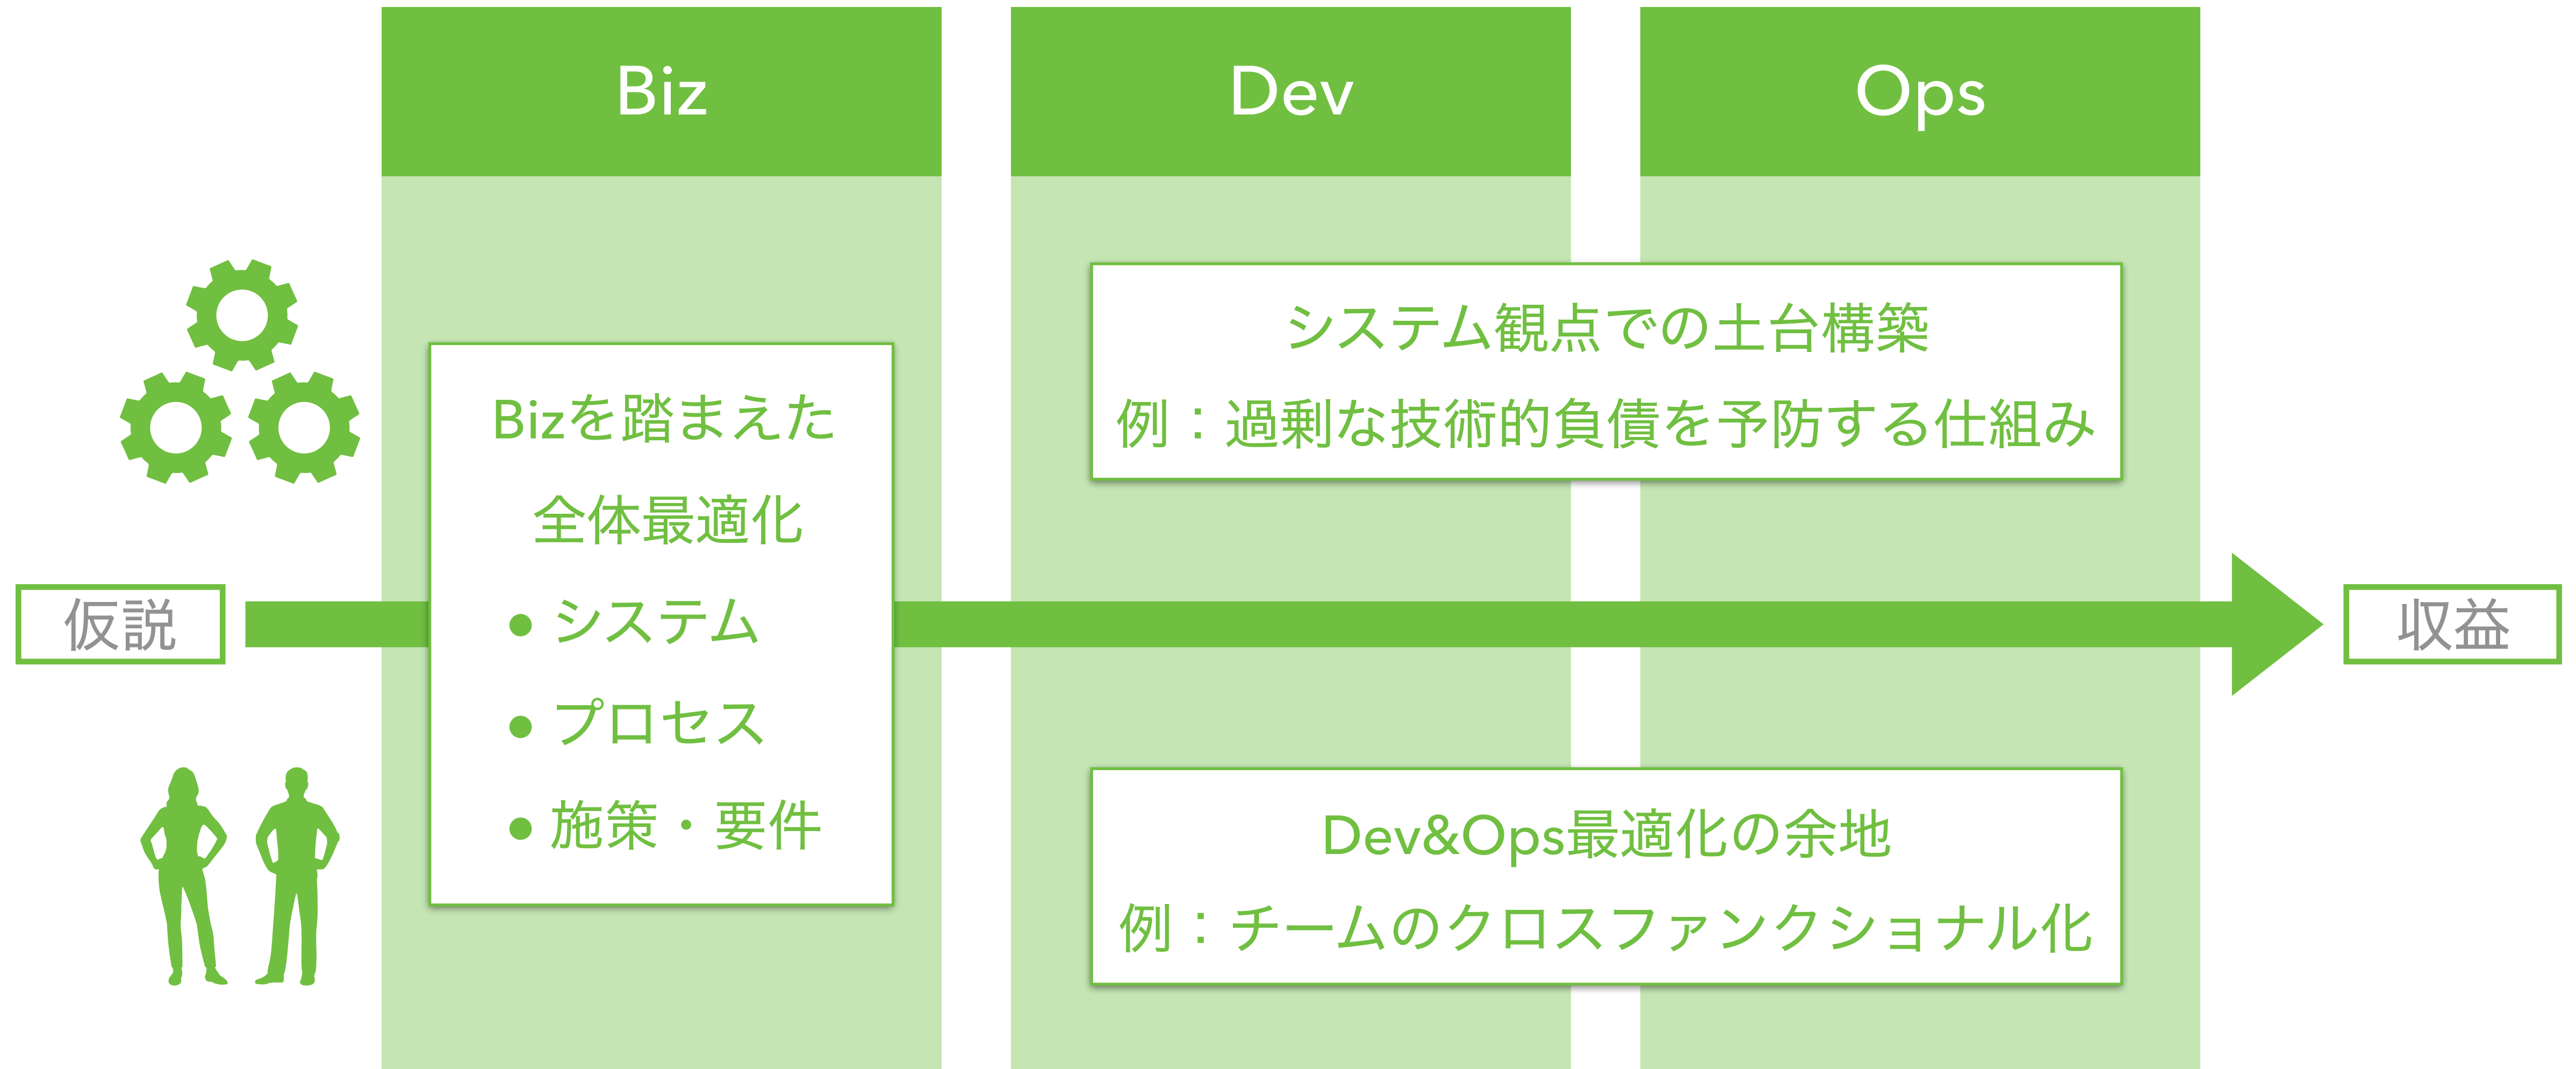 Biz
Dev
Ops
仮説
Bizを踏まえた
全体最適化
● システム
● プロセス
● 施策・要件
システム観点での土台構築
例：過剰な技術的負債を予防する仕組み
Dev&Ops最適化の余地
例：チームのクロスファンクショナル化
収益